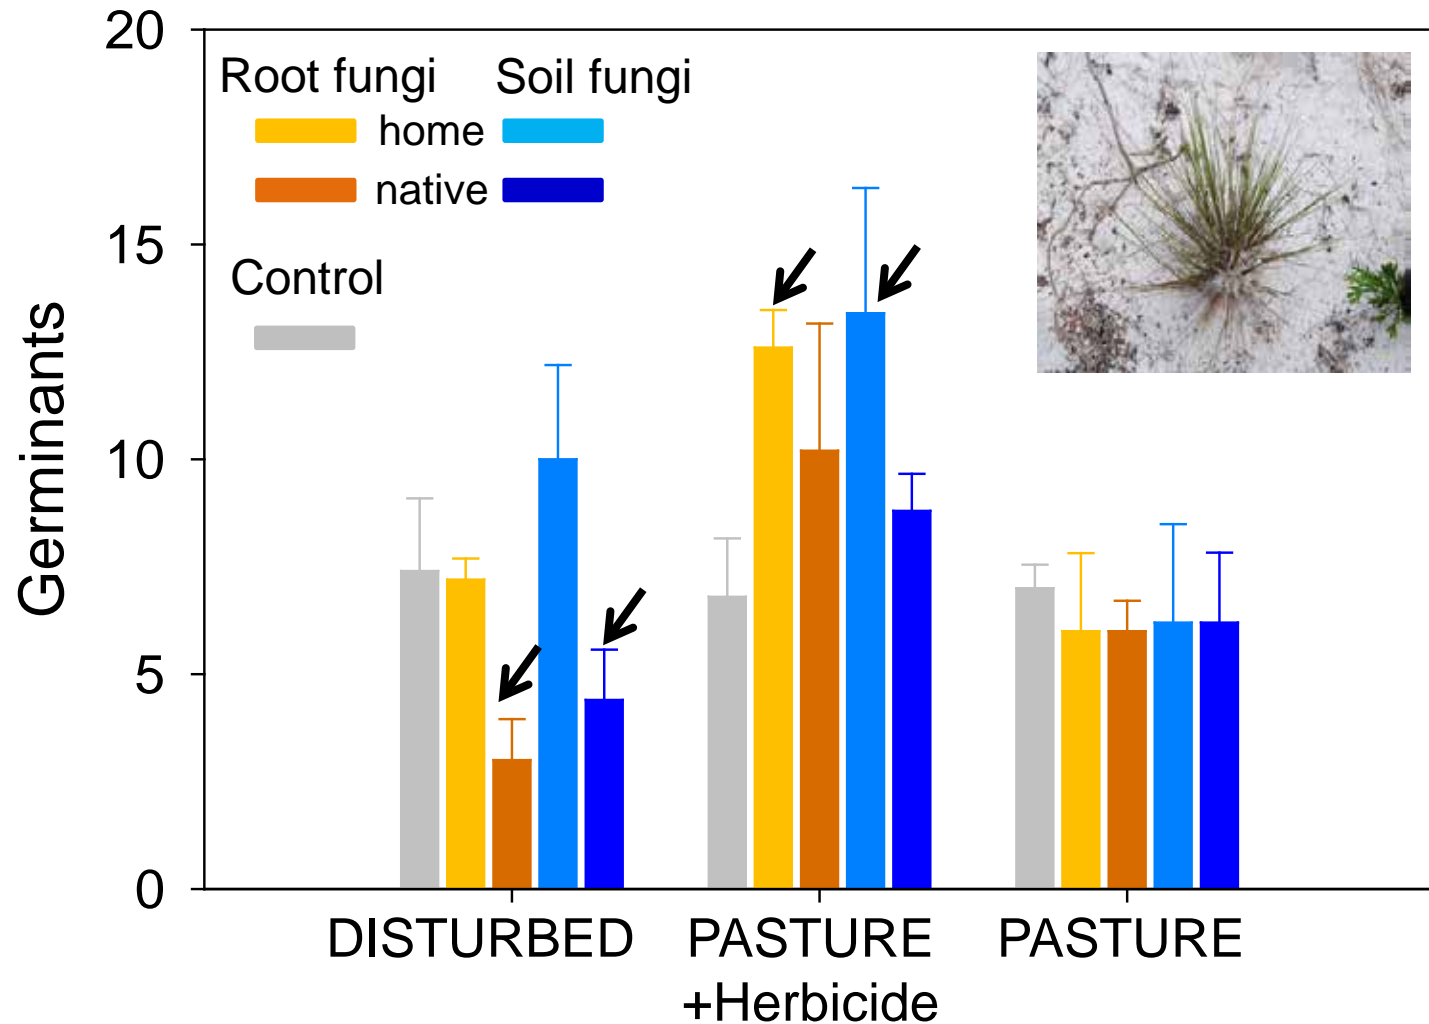 20
15
10
5
0
Germinants
Root fungi Soil fungi
home
native
Control
DISTURBED PASTURE PASTURE
+Herbicide